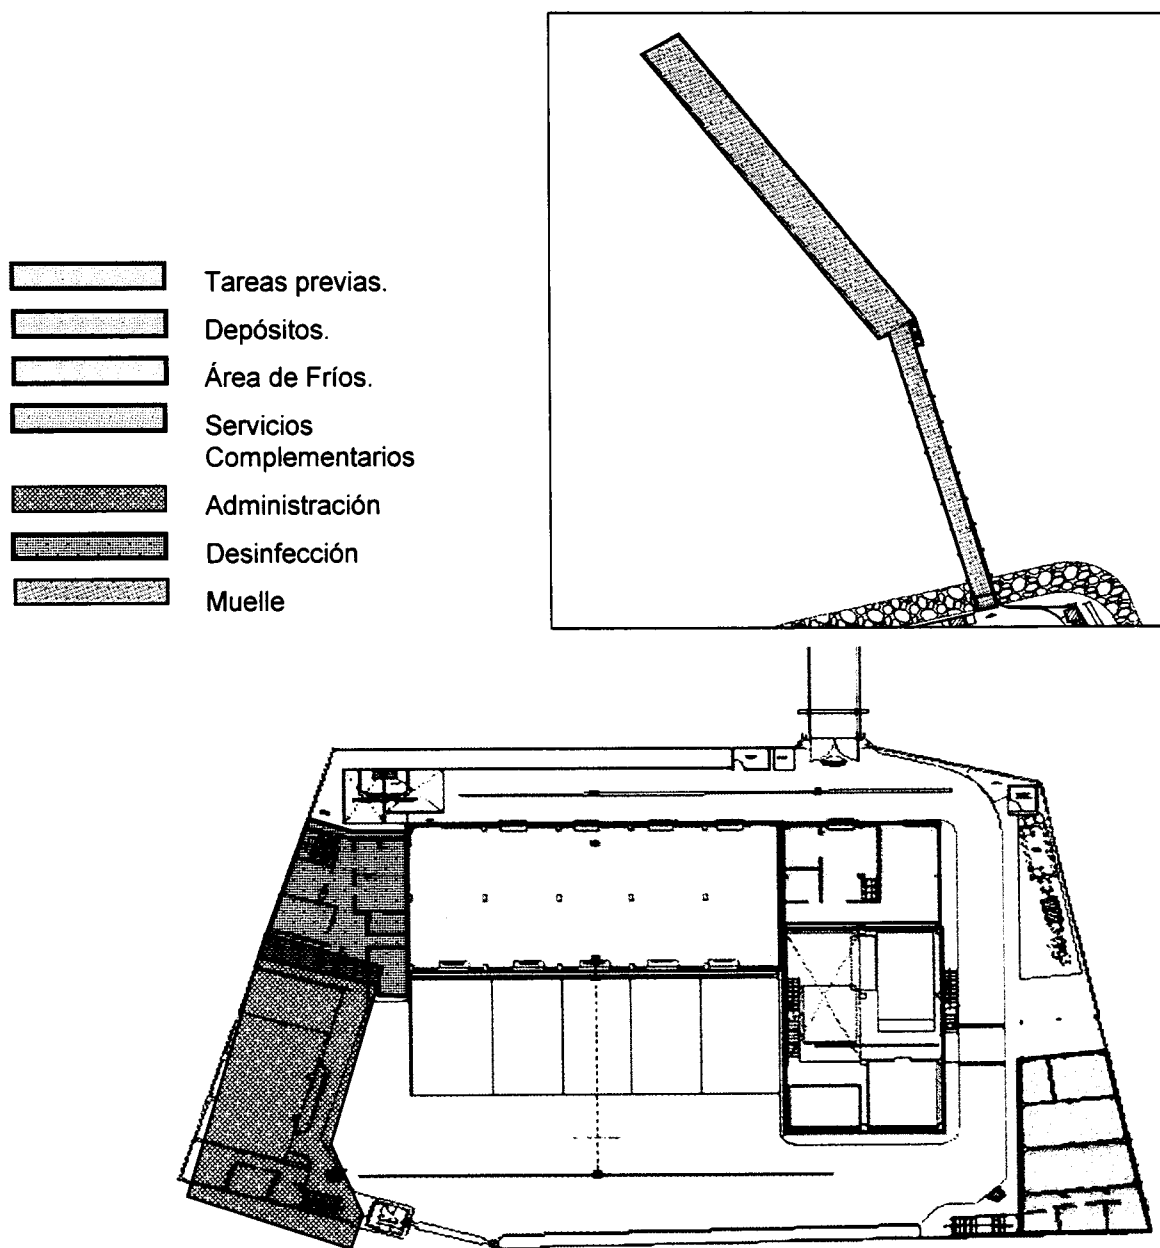 Tareas previas.
Depósitos.
Área de Fríos.
Servicios
Complementarios
Administración
Desinfección
Muelle